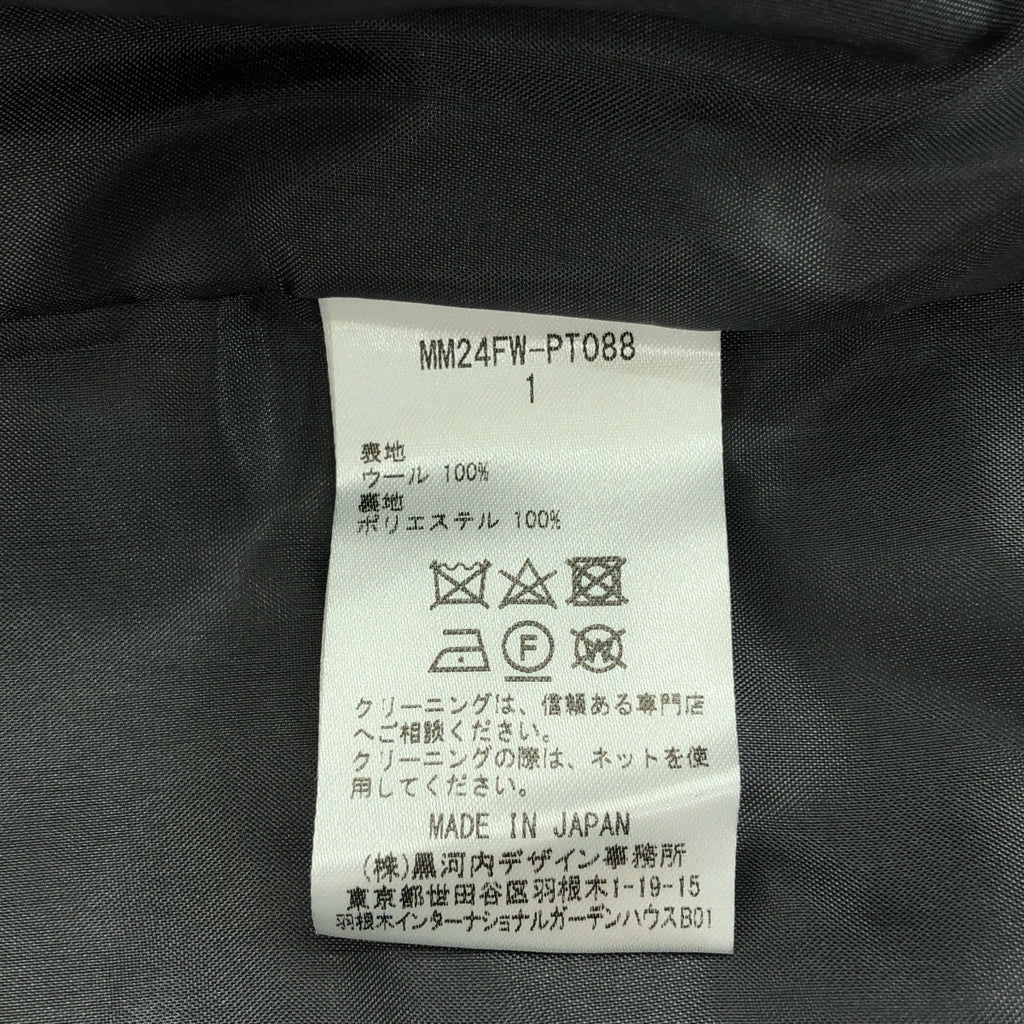 MM24FW-PT088
1
表地
ウール 100%
裏地
ポリエステル 100%
F
W
クリーニングは、信頼ある専門店
へご相談ください。
クリーニングの際は、ネットを使
用してください。
MADE IN JAPAN
(株)黒河内デザイン事務所
東京都世田谷区羽根木1-19-15
羽根木インターナショナルガーデンハウスB01